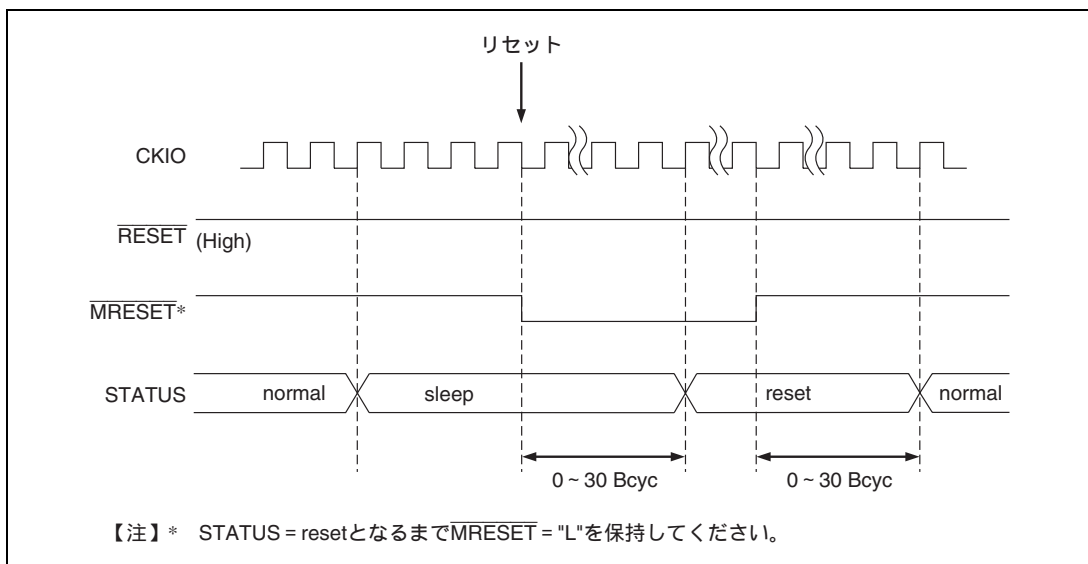 リセット
CKIO
RESET (High)
MRESET*
STATUS normal sleep reset normal
0 ~ 30 Bcyc 0 ~ 30 Bcyc
【注】* STATUS = resetとなるまでMRESET = "L"を保持してください。